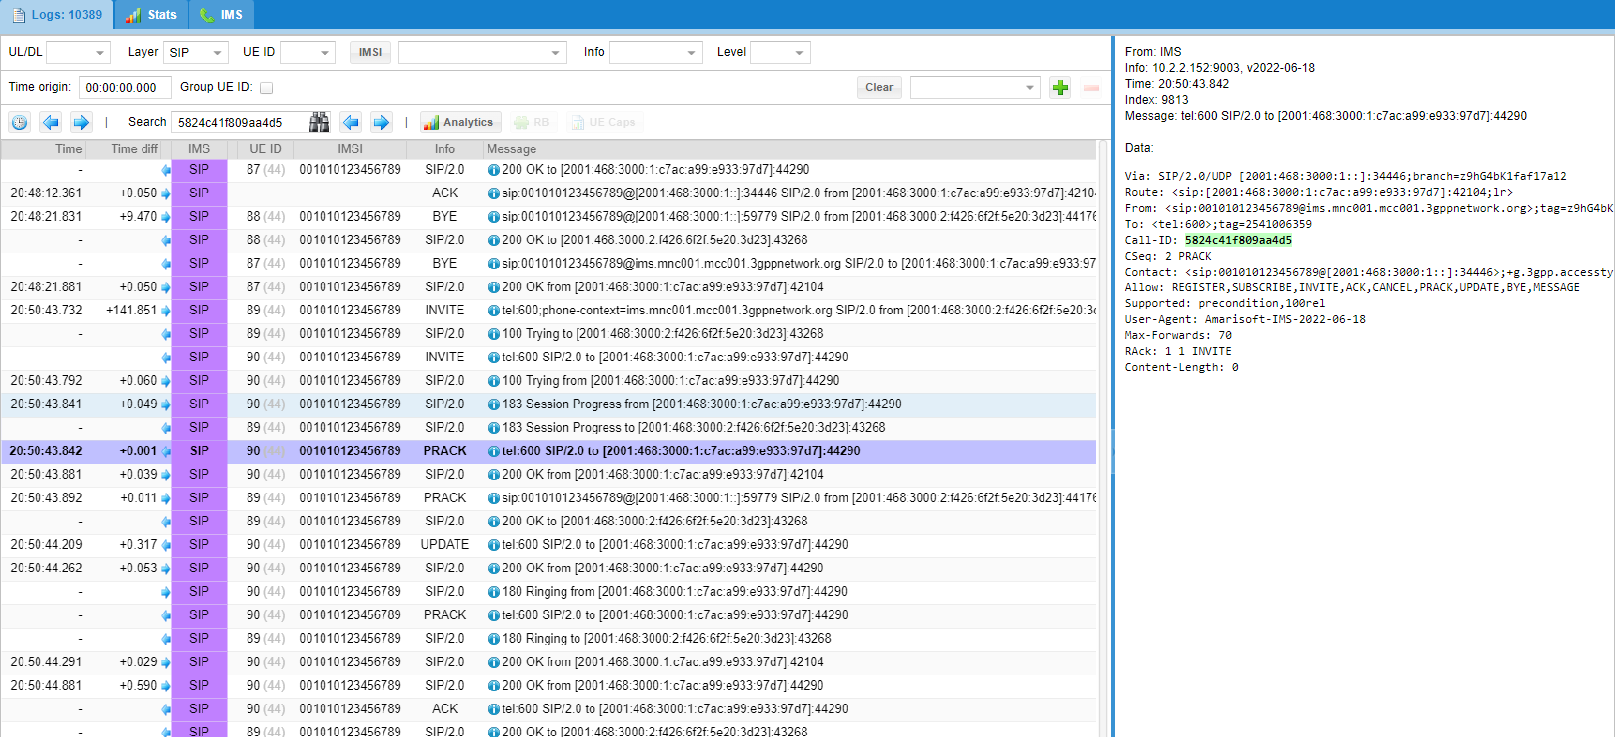 Logs: 10389 Stats IMS
UL/DL Layer SIP UE ID IMSI Info Level
Time origin: 00:00:00.000 Group UE ID: Clear
| Search 5824c41f809aa4d5 | Analytics RB UE Caps
Time Time diff IMS UE ID IMSI Info Message
- SIP 87 (44) 001010123456789 SIP/2.0 200 OK to [2001:468:3000:1:c7ac:a99:e933:97d7]:44290
20:48:12.361 +0.050 SIP ACK sip:001010123456789@[2001:468:3000:1::]:34446 SIP/2.0 from [2001:468:3000:1:c7ac:a99:e933:97d7]:42104
20:48:21.831 +9.470 SIP 88 (44) 001010123456789 BYE sip:001010123456789@[2001:468:3000:1::]:59779 SIP/2.0 from [2001:468:3000:2:f426:6f2f:5e20:3d23]:44176
- SIP 88 (44) 001010123456789 SIP/2.0 200 OK to [2001:468:3000:2:f426:6f2f:5e20:3d23]:43268
- SIP 87 (44) 001010123456789 BYE sip:001010123456789@ims.mnc001.mcc001.3gppnetwork.org SIP/2.0 to [2001:468:3000:1:c7ac:a99:e933:97
20:48:21.881 +0.050 SIP 87 (44) 001010123456789 SIP/2.0 200 OK from [2001:468:3000:1:c7ac:a99:e933:97d7]:42104
20:50:43.732 +141.851 SIP 89 (44) 001010123456789 INVITE tel:600;phone-context=ims.mnc001.mcc001.3gppnetwork.org SIP/2.0 from [2001:468:3000:2:f426:6f2f:5e20:3d
- SIP 89 (44) 001010123456789 SIP/2.0 100 Trying to [2001:468:3000:2:f426:6f2f:5e20:3d23]:43268
SIP 90 (44) 001010123456789 INVITE tel:600 SIP/2.0 to [2001:468:3000:1:c7ac:a99:e933:97d7]:44290
20:50:43.792 +0.060 SIP 90 (44) 001010123456789 SIP/2.0 100 Trying from [2001:468:3000:1:c7ac:a99:e933:97d7]:44290
20:50:43.841 +0.049 SIP 90 (44) 001010123456789 SIP/2.0 183 Session Progress from [2001:468:3000:1:c7ac:a99:e933:97d7]:44290
- SIP 89 (44) 001010123456789 SIP/2.0 183 Session Progress to [2001:468:3000:2:f426:6f2f:5e20:3d23]:43268
20:50:43.842 +0.001 SIP 90 (44) 001010123456789 PRACK tel:600 SIP/2.0 to [2001:468:3000:1:c7ac:a99:e933:97d7]:44290
20:50:43.881 +0.039 SIP 90 (44) 001010123456789 SIP/2.0 200 OK from [2001:468:3000:1:c7ac:a99:e933:97d7]:42104
20:50:43.892 +0.011 SIP 89 (44) 001010123456789 PRACK sip:001010123456789@[2001:468:3000:1::]:59779 SIP/2.0 from [2001:468:3000:2:f426:6f2f:5e20:3d23]:44176
- SIP 89 (44) 001010123456789 SIP/2.0 200 OK to [2001:468:3000:2:f426:6f2f:5e20:3d23]:43268
20:50:44.209 +0.317 SIP 90 (44) 001010123456789 UPDATE tel:600 SIP/2.0 to [2001:468:3000:1:c7ac:a99:e933:97d7]:44290
20:50:44.262 +0.053 SIP 90 (44) 001010123456789 SIP/2.0 200 OK from [2001:468:3000:1:c7ac:a99:e933:97d7]:44290
- SIP 90 (44) 001010123456789 SIP/2.0 180 Ringing from [2001:468:3000:1:c7ac:a99:e933:97d7]:44290
- SIP 90 (44) 001010123456789 PRACK tel:600 SIP/2.0 to [2001:468:3000:1:c7ac:a99:e933:97d7]:44290
- SIP 89 (44) 001010123456789 SIP/2.0 180 Ringing to [2001:468:3000:2:f426:6f2f:5e20:3d23]:43268
20:50:44.291 +0.029 SIP 90 (44) 001010123456789 SIP/2.0 200 OK from [2001:468:3000:1:c7ac:a99:e933:97d7]:42104
20:50:44.881 +0.590 SIP 90 (44) 001010123456789 SIP/2.0 200 OK from [2001:468:3000:1:c7ac:a99:e933:97d7]:44290
- SIP 90 (44) 001010123456789 ACK tel:600 SIP/2.0 to [2001:468:3000:1:c7ac:a99:e933:97d7]:44290
- SIP 89 (44) 001010123456789 SIP/2.0 200 OK to [2001:468:3000:2:f426:6f2f:5e20:3d23]:43268
From: IMS
Info: 10.2.2.152:9003, v2022-06-18
Time: 20:50:43.842
Index: 9813
Message: tel:600 SIP/2.0 to [2001:468:3000:1:c7ac:a99:e933:97d7]:44290
Data:
Via: SIP/2.0/UDP [2001:468:3000:1::]:34446;branch=z9hG4bK1faf17a12
Route: <sip:[2001:468:3000:1:c7ac:a99:e933:97d7]:42104;lr>
From: <sip:001010123456789@ims.mnc001.mcc001.3gppnetwork.org>;tag=z9hG4bK
To: <tel:600>;tag=2541006359
Call-ID: 5824c41f809aa4d5
CSeq: 2 PRACK
Contact: <sip:001010123456789@[2001:468:3000:1::]:34446>;+g.3gpp.accessty
Allow: REGISTER,SUBSCRIBE,INVITE,ACK,CANCEL,PRACK,UPDATE,BYE,MESSAGE
Supported: precondition,100rel
User-Agent: Amarisoft-IMS-2022-06-18
Max-Forwards: 70
RAck: 1 1 INVITE
Content-Length: 0